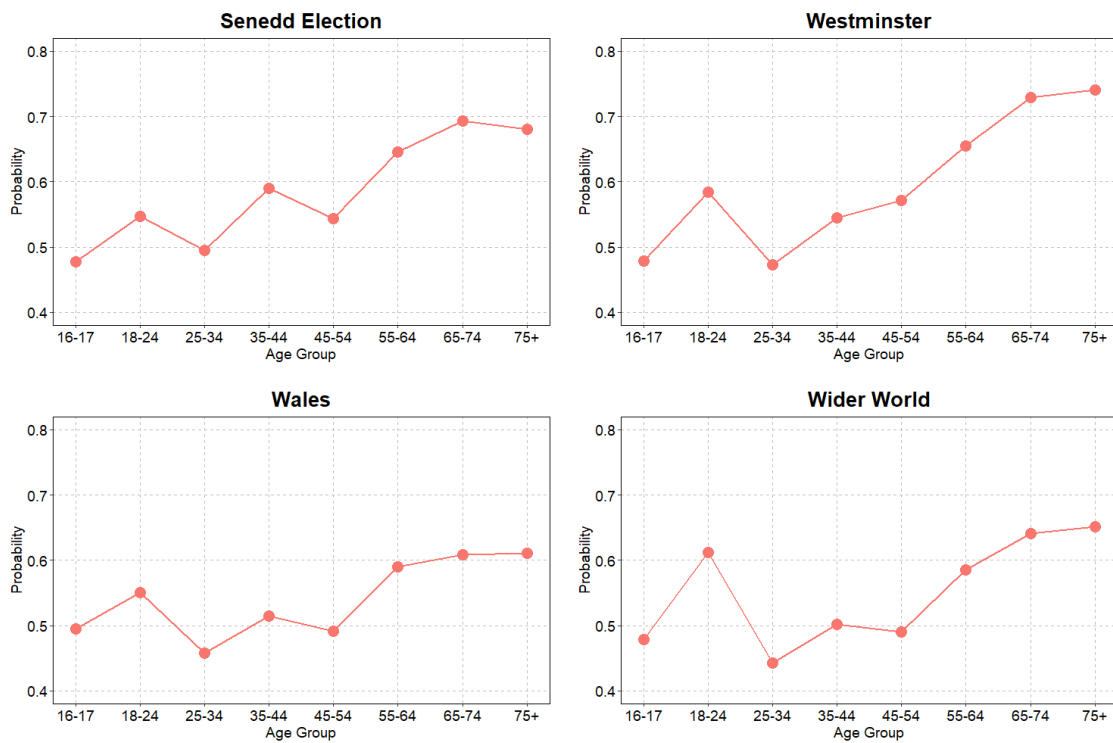 Senedd Election
0.8
0.7
0.6
0.5
0.4
Probability
16-17 18-24 25-34 35-44 45-54 55-64 65-74 75+
Age Group
Westminster
0.8
0.7
0.6
0.5
0.4
Probability
16-17 18-24 25-34 35-44 45-54 55-64 65-74 75+
Age Group
Wales
0.8
0.7
0.6
0.5
0.4
Probability
16-17 18-24 25-34 35-44 45-54 55-64 65-74 75+
Age Group
Wider World
0.8
0.7
0.6
0.5
0.4
Probability
16-17 18-24 25-34 35-44 45-54 55-64 65-74 75+
Age Group